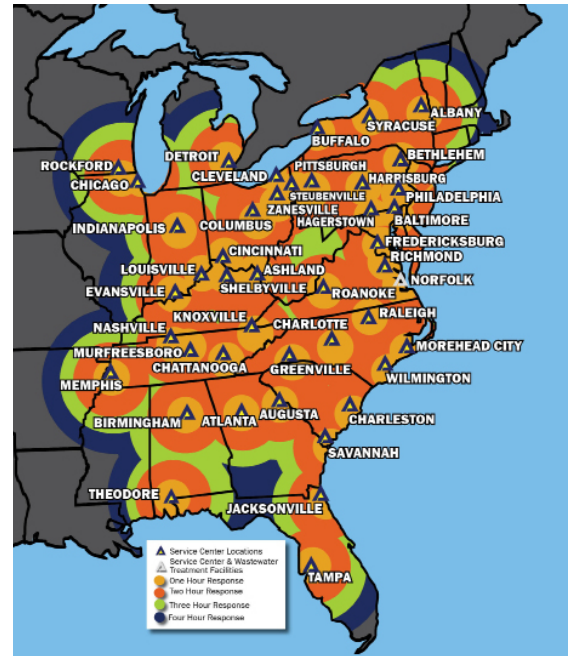 ALBANY
SYRACUSE
BUFFALO
DETROIT
PITTSBURGH
BETHLEHEM
ROCKFORD
CLEVELAND
HARPISBURG
CHICAGO
STEUBENVILLE
PHILADELPHIA
ZANESVILLE
INDIANAPOLIS
COLUMBUS
HAGERSTOWN
BALTIMORE
FREDERICKSBURG
CINCINNATI
RICHMOND
LOUISVILLE
ASHLAND
NORFOLK
EVANSVILLE
SHELBYVILLE
ROANOKE
KNOXVILLE
RALEIGH
NASHVILLE
CHARLOTTE
MURFREESBORO
MOREHEAD CITY
CHATTANOOGA
GREENVILLE
MEMPHIS
WILMINGTON
BIRMINGHAM
ATLANTA
AUGUSTA
CHARLESTON
SAVANNAH
THEODORE
JACKSONVILLE
TAMPA
Service Center Locations
Service Center & Wastewater
Treatment Facilities
One Hour Response
Two Hour Response
Three Hour Response
Four Hour Response